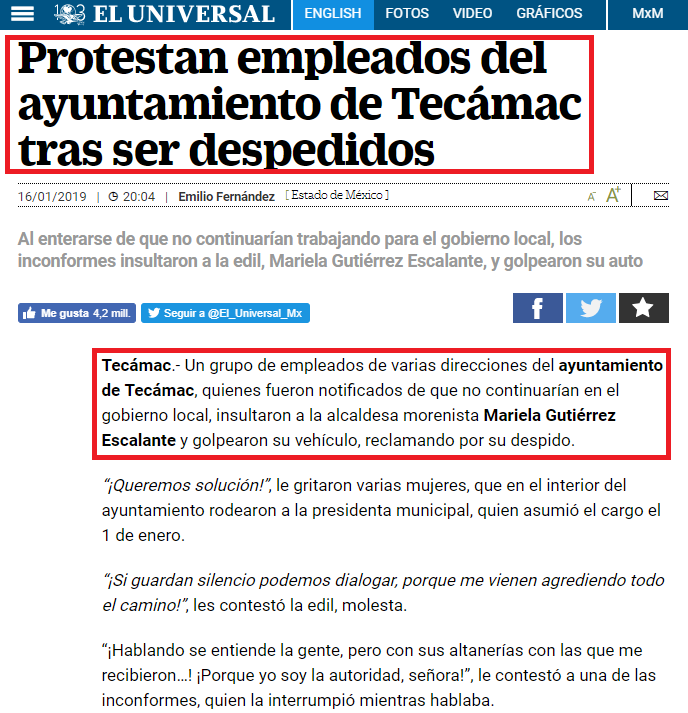 EL UNIVERSAL
ENGLISH
FOTOS
VIDEO
GRÁFICOS
MxM
Protestan empleados del
ayuntamiento de Tecámac
tras ser despedidos
16/01/2019 | 20:04 | Emilio Fernández [ Estado de México ]
A- A+
Al enterarse de que no continuarían trabajando para el gobierno local, los
inconformes insultaron a la edil, Mariela Gutiérrez Escalante, y golpearon su auto
Me gusta 4,2 mill.
Seguir a @El_Universal_Mx
Tecámac.- Un grupo de empleados de varias direcciones del ayuntamiento
de Tecámac, quienes fueron notificados de que no continuarían en el
gobierno local, insultaron a la alcaldesa morenista Mariela Gutiérrez
Escalante y golpearon su vehículo, reclamando por su despido.
“¡Queremos solución!”, le gritaron varias mujeres, que en el interior del
ayuntamiento rodearon a la presidenta municipal, quien asumió el cargo el
1 de enero.
“¡Si guardan silencio podemos dialogar, porque me vienen agrediendo todo
el camino!”, les contestó la edil, molesta.
“¡Hablando se entiende la gente, pero con sus altanerías con las que me
recibieron…! ¡Porque yo soy la autoridad, señora!”, le contestó a una de las
inconformes, quien la interrumpió mientras hablaba.